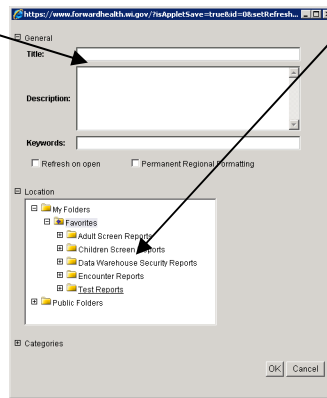 https://www.forwardhealth.wi.gov/?isAppletSave=true&id=0&setRefresh...
General
Title:
Description:
Keywords:
Refresh on open Permanent Regional Formatting
Location
My Folders
Favorites
Adult Screen Reports
Children Screen Reports
Data Warehouse Security Reports
Encounter Reports
Test Reports
Public Folders
Categories
OK Cancel